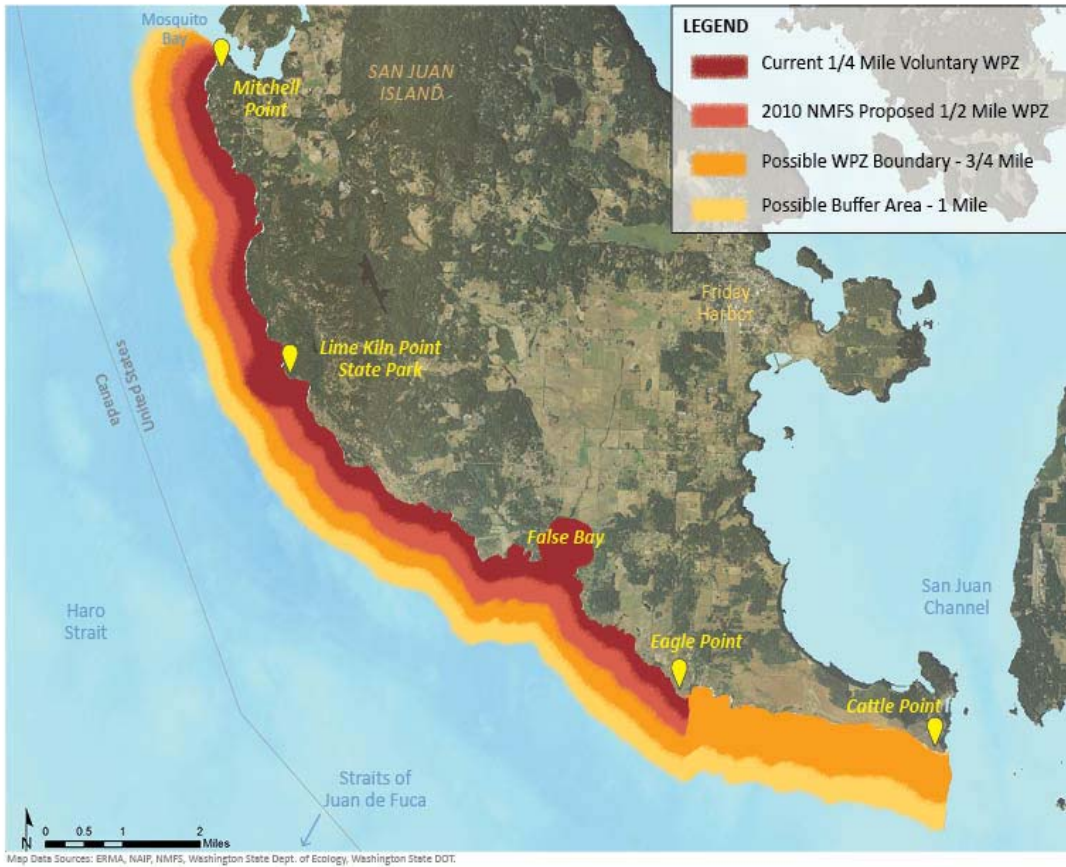 Mosquito
Bay
Mitchell
Point
SAN JUAN
ISLAND
LEGEND
Current 1/4 Mile Voluntary WPZ
2010 NMFS Proposed 1/2 Mile WPZ
Possible WPZ Boundary - 3/4 Mile
Possible Buffer Area - 1 Mile
Friday
Harbor
Lime Kiln Point
State Park
United States
Canada
False Bay
San Juan
Channel
Haro
Strait
Eagle Point
Cattle Point
Straits of
Juan de Fuca
N
0 0.5 1 2
Miles
Map Data Sources: ERMA, NAIP, NMFS, Washington State Dept. of Ecology, Washington State DOT.